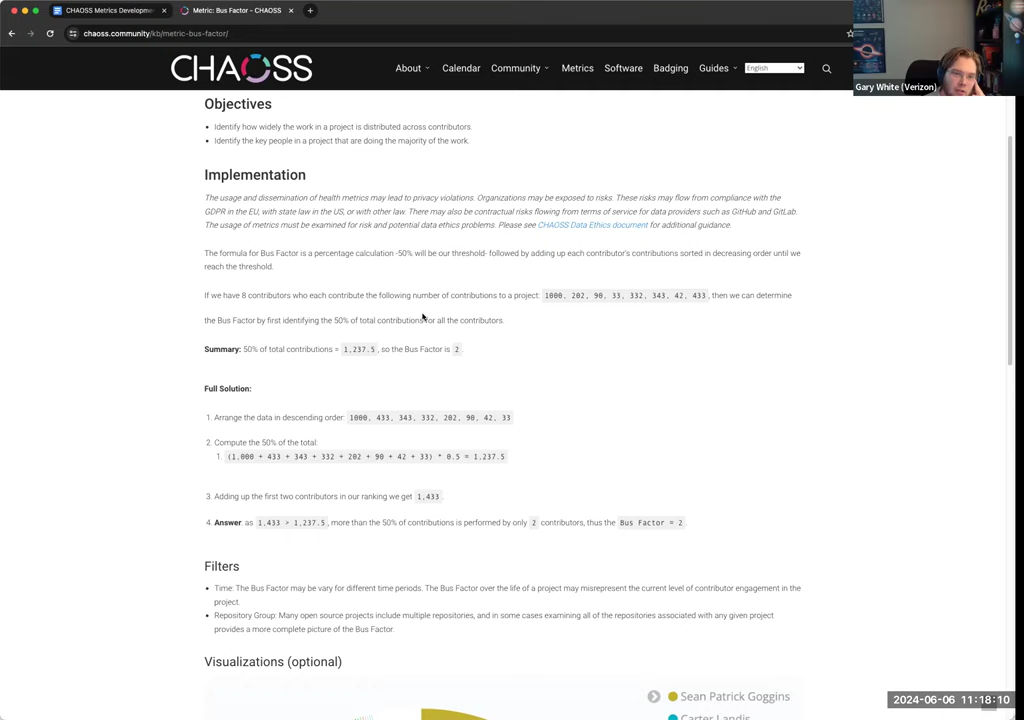 CHAOSS Metrics Developmen
Metric: Bus Factor - CHAOSS
chaoss.community/kb/metric-bus-factor/
CHAOSS
About
Calendar
Community
Metrics
Software
Badging
Guides
English
Gary White (Verizon)
Objectives
Identify how widely the work in a project is distributed across contributors.
Identify the key people in a project that are doing the majority of the work.
Implementation
The usage and dissemination of health metrics may lead to privacy violations. Organizations may be exposed to risks. These risks may flow from compliance with the
GDPR in the EU, with state law in the US, or with other law. There may also be contractual risks flowing from terms of service for data providers such as GitHub and GitLab.
The usage of metrics must be examined for risk and potential data ethics problems. Please see CHAOSS Data Ethics document for additional guidance.
The formula for Bus Factor is a percentage calculation -50% will be our threshold- followed by adding up each contributor's contributions sorted in decreasing order until we
reach the threshold.
If we have 8 contributors who each contribute the following number of contributions to a project: 1000, 202, 90, 33, 332, 343, 42, 433, then we can determine
the Bus Factor by first identifying the 50% of total contributions for all the contributors.
Summary: 50% of total contributions = 1,237.5, so the Bus Factor is 2.
Full Solution:
1. Arrange the data in descending order: 1000, 433, 343, 332, 202, 90, 42, 33
2. Compute the 50% of the total:
1. (1,000 + 433 + 343 + 332 + 202 + 90 + 42 + 33) * 0.5 = 1,237.5
3. Adding up the first two contributors in our ranking we get 1,433.
4. Answer: as 1,433 > 1,237.5, more than the 50% of contributions is performed by only 2 contributors, thus the Bus Factor = 2.
Filters
Time: The Bus Factor may be vary for different time periods. The Bus Factor over the life of a project may misrepresent the current level of contributor engagement in the
project.
Repository Group: Many open source projects include multiple repositories, and in some cases examining all of the repositories associated with any given project
provides a more complete picture of the Bus Factor.
Visualizations (optional)
Sean Patrick Goggins
Carter Landis
2024-06-06 11:18:10